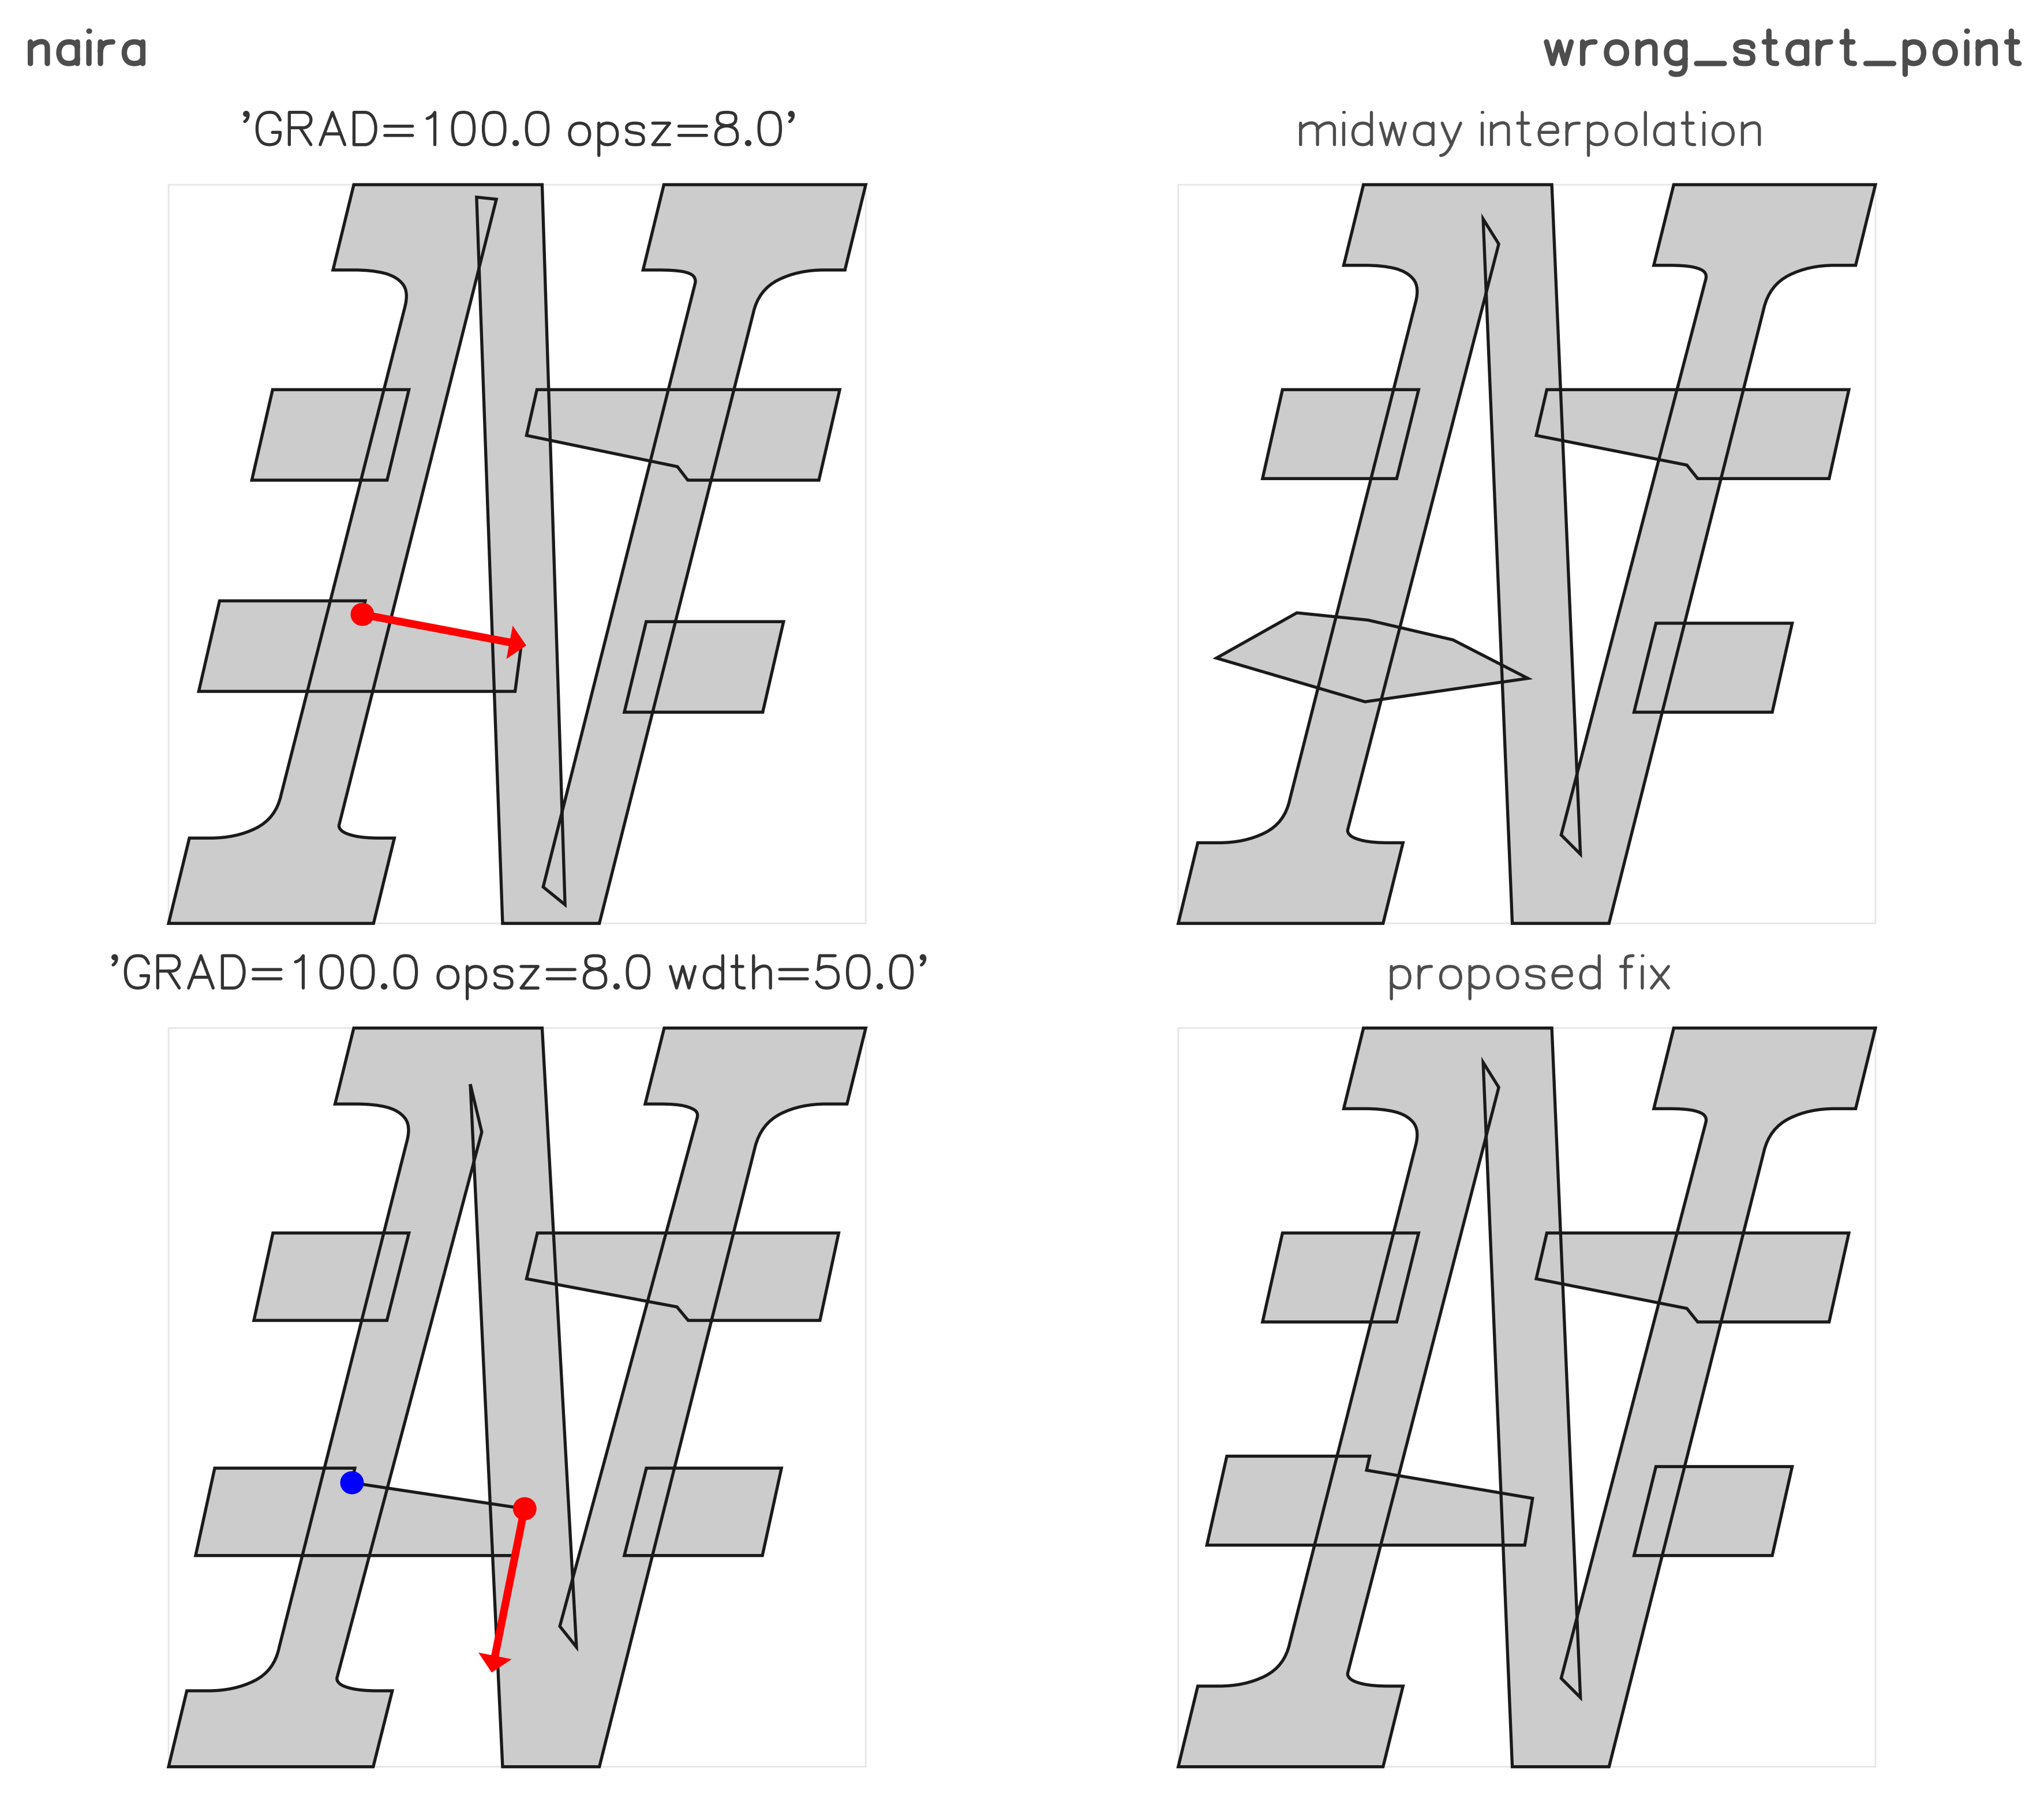 naira
wrong_start_point
'GRAD=100.0 opsz=8.0'
midway interpolation
'GRAD=100.0 opsz=8.0 wdth=50.0'
proposed fix